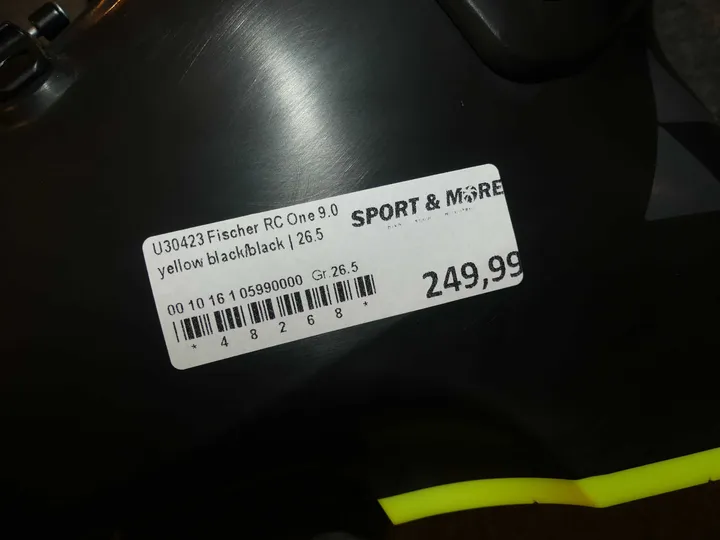 U30423 Fischer RC One 9.0
yellow black/black | 26.5
SPORT & MORE
00 10 16 1 05990000 Gr.26.5
249,99
* 4 8 2 6 8 *